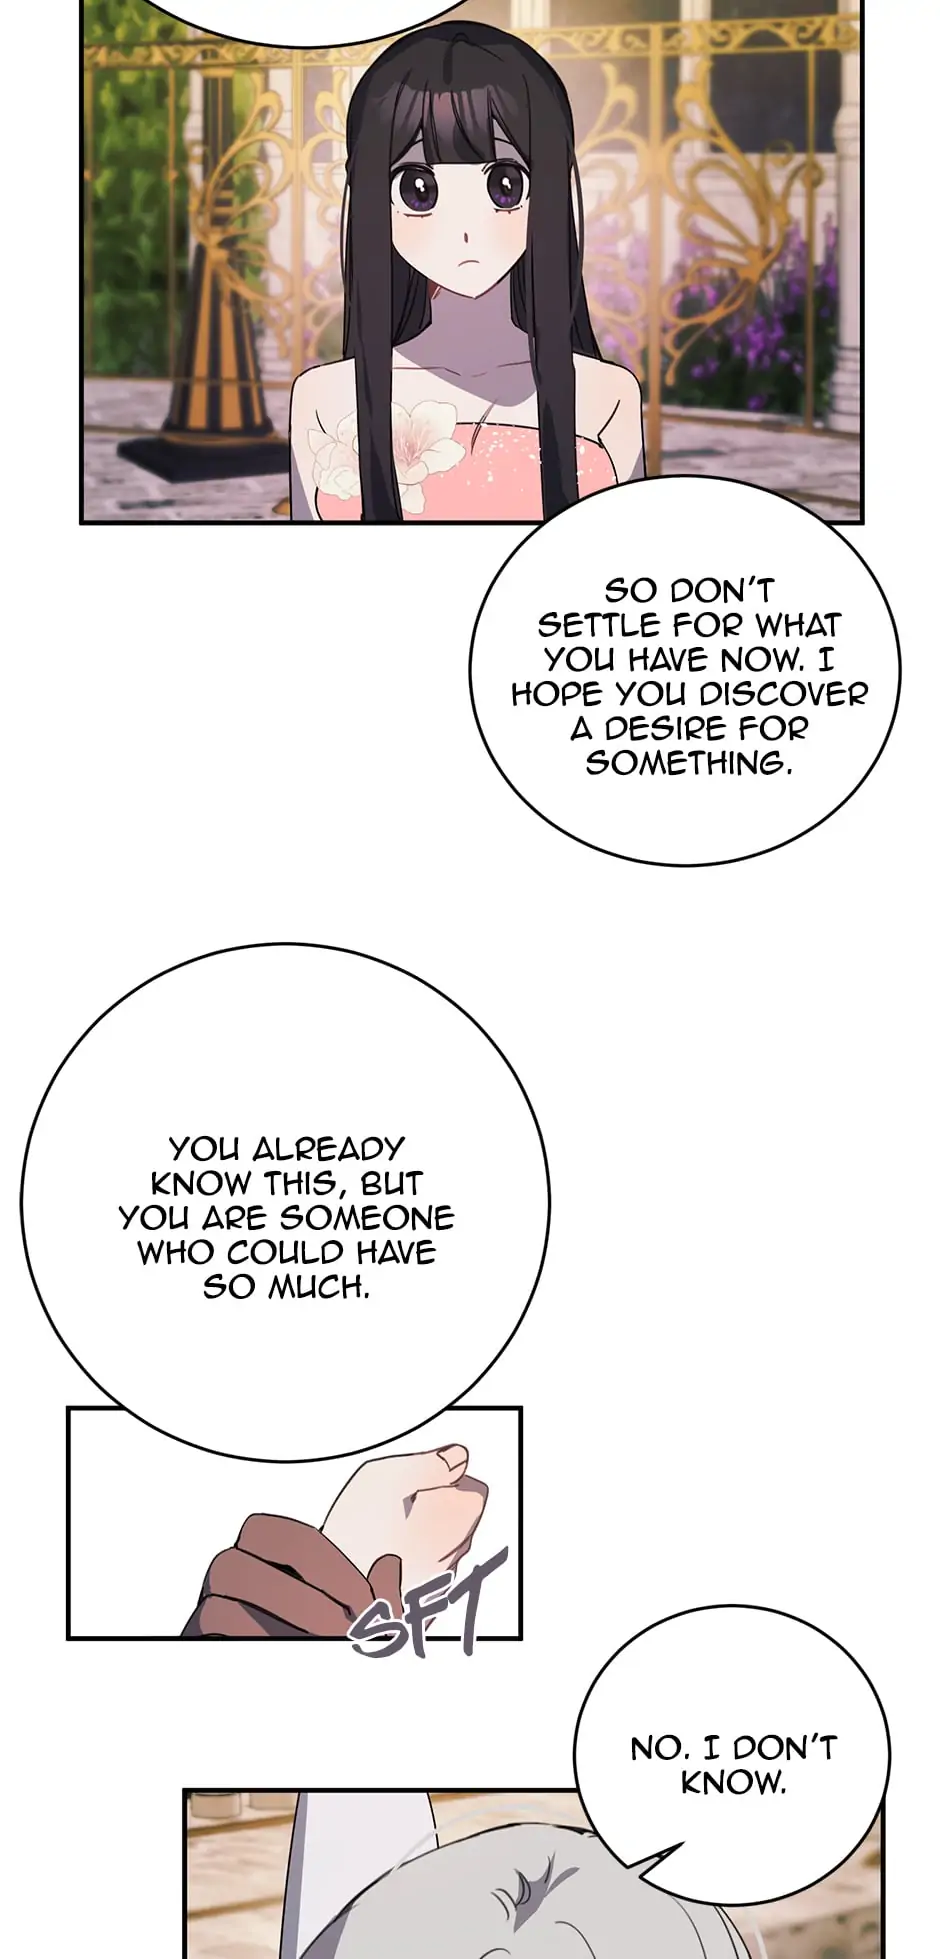 SO DON'T
SETTLE FOR WHAT
YOU HAVE NOW. I
HOPE YOU DISCOVER
A DESIRE FOR
SOMETHING.
YOU ALREADY
KNOW THIS, BUT
YOU ARE SOMEONE
WHO COULD HAVE
SO MUCH.
SFT
NO. I DON'T
KNOW.